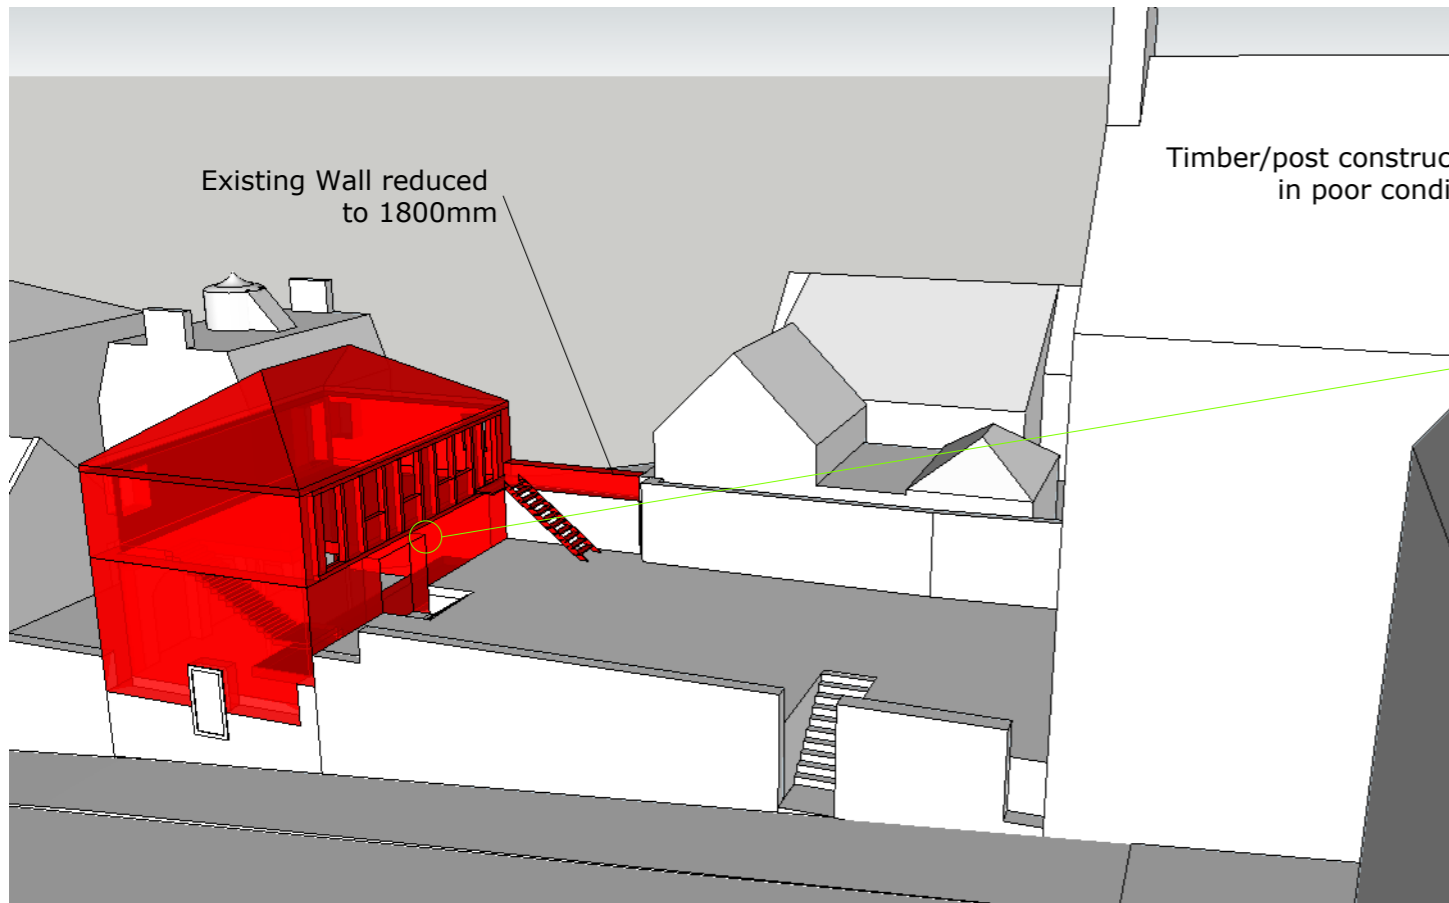 Existing Wall reduced
to 1800mm
Timber/post construc
in poor condi